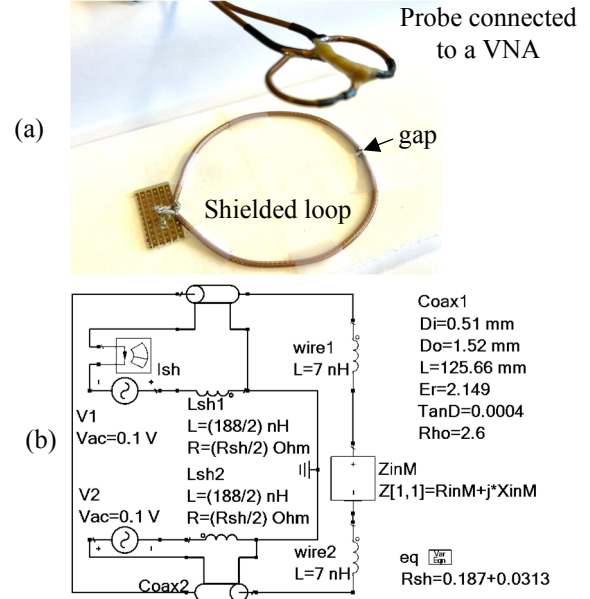 Probe connected
to a VNA
(a)
gap
Shielded loop
Ish
V1
Vac=0.1 V
Lsh1
L=(188/2) nH
R=(Rsh/2) Ohm
wire1
L=7 nH
Coax1
Di=0.51 mm
Do=1.52 mm
L=125.66 mm
Er=2.149
TanD=0.0004
Rho=2.6
(b)
V2
Vac=0.1 V
Lsh2
L=(188/2) nH
R=(Rsh/2) Ohm
ZinM
Z[1,1]=RinM+j*XinM
wire2
L=7 nH
Coax2
eq Var Eqn
Rsh=0.187+0.0313